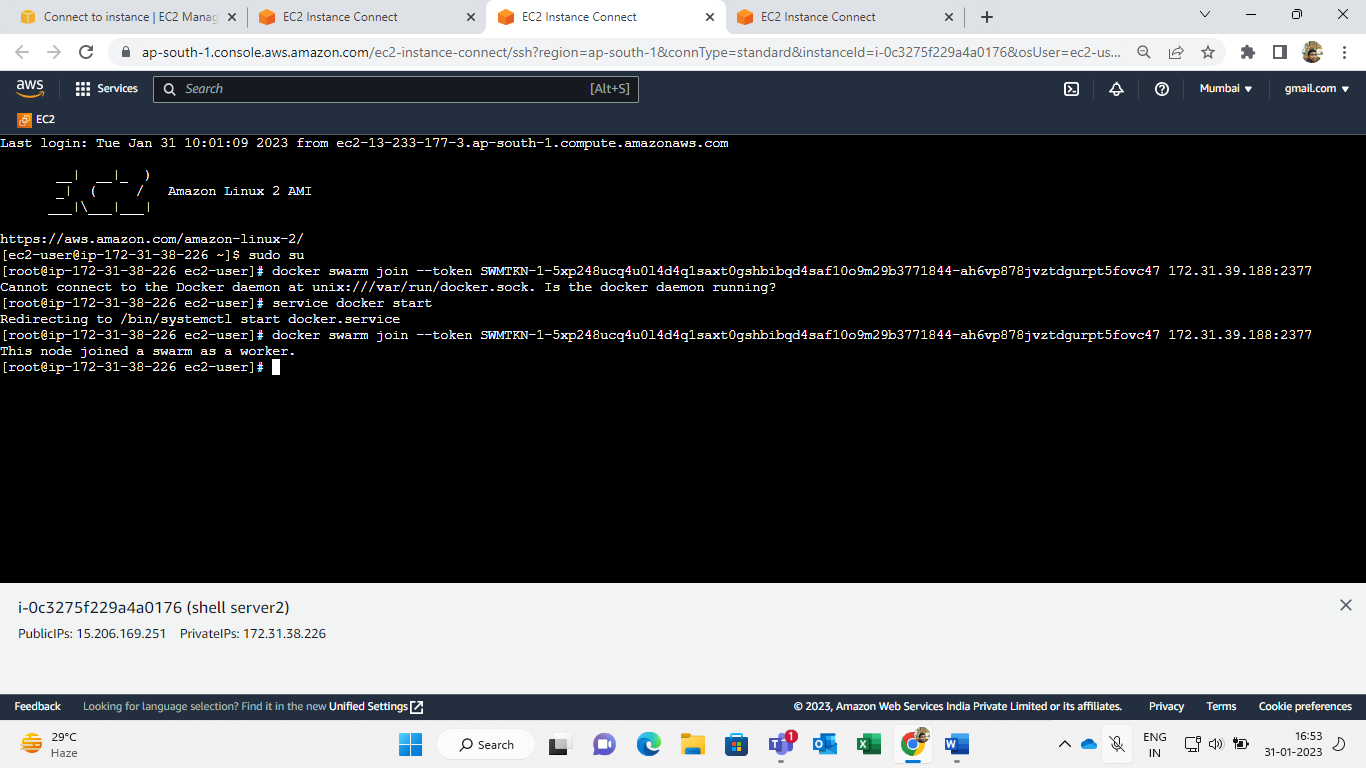 Connect to instance | EC2 Manag
EC2 Instance Connect
EC2 Instance Connect
EC2 Instance Connect
ap-south-1.console.aws.amazon.com/ec2-instance-connect/ssh?region=ap-south-1&connType=standard&instanceId=i-0c3275f229a4a0176&osUser=ec2-us...
aws
Services
Search
[Alt+S]
Mumbai
gmail.com
EC2
Last login: Tue Jan 31 10:01:09 2023 from ec2-13-233-177-3.ap-south-1.compute.amazonaws.com
__|  __|_  )
_|  (     /   Amazon Linux 2 AMI
___|\___|___|
https://aws.amazon.com/amazon-linux-2/
[ec2-user@ip-172-31-38-226 ~]$ sudo su
[root@ip-172-31-38-226 ec2-user]# docker swarm join --token SWMTKN-1-5xp248ucq4u0l4d4q1saxt0gshbibqd4saf10o9m29b3771844-ah6vp878jvztdgurpt5fovc47 172.31.39.188:2377
Cannot connect to the Docker daemon at unix:///var/run/docker.sock. Is the docker daemon running?
[root@ip-172-31-38-226 ec2-user]# service docker start
Redirecting to /bin/systemctl start docker.service
[root@ip-172-31-38-226 ec2-user]# docker swarm join --token SWMTKN-1-5xp248ucq4u0l4d4q1saxt0gshbibqd4saf10o9m29b3771844-ah6vp878jvztdgurpt5fovc47 172.31.39.188:2377
This node joined a swarm as a worker.
[root@ip-172-31-38-226 ec2-user]#
i-0c3275f229a4a0176 (shell server2)
PublicIPs: 15.206.169.251 PrivateIPs: 172.31.38.226
Feedback
Looking for language selection? Find it in the new Unified Settings
© 2023, Amazon Web Services India Private Limited or its affiliates.
Privacy
Terms
Cookie preferences
29°C
Haze
Search
1
ENG
IN
16:53
31-01-2023